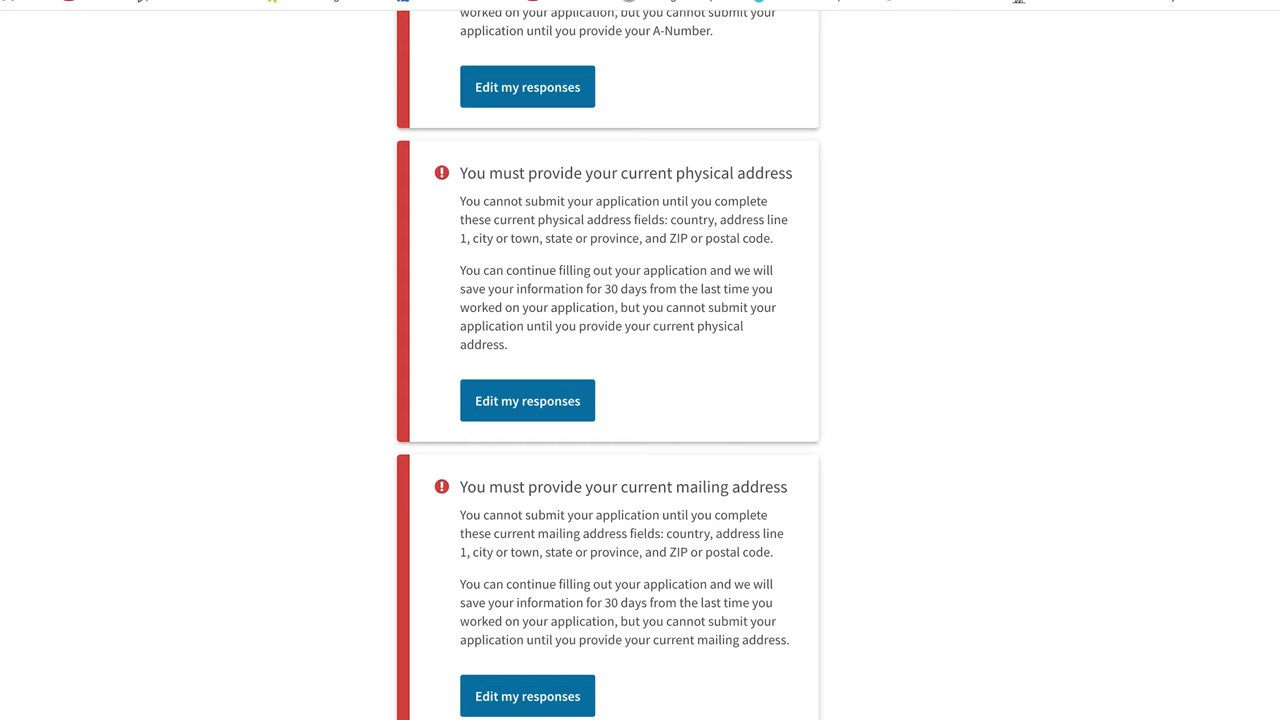 worked on your application, but you cannot submit your
application until you provide your A-Number.
Edit my responses
You must provide your current physical address
You cannot submit your application until you complete
these current physical address fields: country, address line
1, city or town, state or province, and ZIP or postal code.
You can continue filling out your application and we will
save your information for 30 days from the last time you
worked on your application, but you cannot submit your
application until you provide your current physical
address.
Edit my responses
You must provide your current mailing address
You cannot submit your application until you complete
these current mailing address fields: country, address line
1, city or town, state or province, and ZIP or postal code.
You can continue filling out your application and we will
save your information for 30 days from the last time you
worked on your application, but you cannot submit your
application until you provide your current mailing address.
Edit my responses